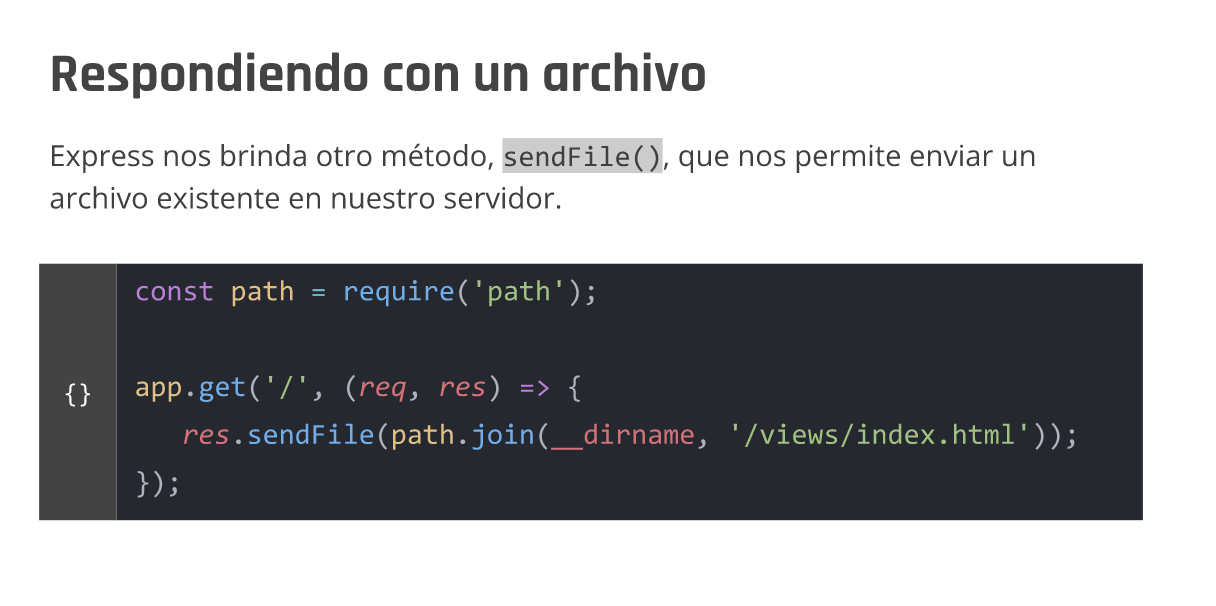 Respondiendo con un archivo
Express nos brinda otro método, sendFile(), que nos permite enviar un
archivo existente en nuestro servidor.
const path = require('path');
{}
app.get('/', (req, res) => {
res.sendFile(path.join(__dirname, '/views/index.html'));
});